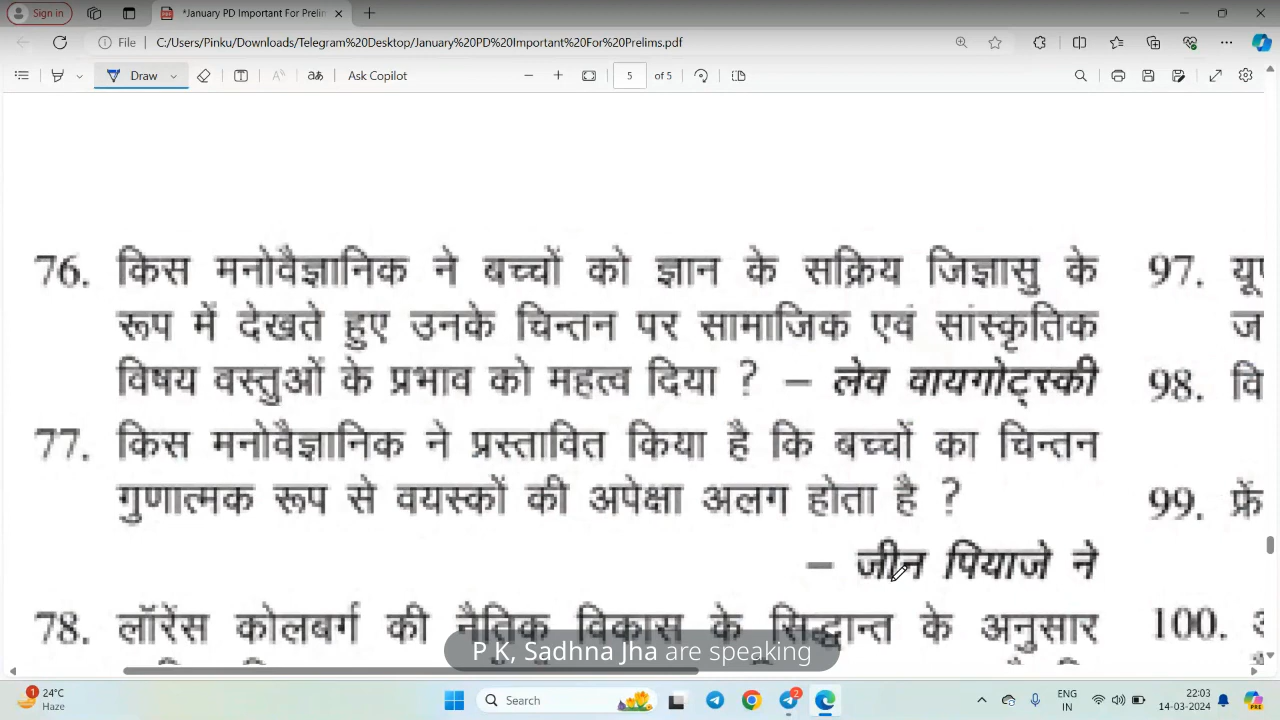 Sign in
*January PD Important For Prelin
File C:/Users/Pinku/Downloads/Telegram%20Desktop/January%20PD%20Important%20For%20Prelims.pdf
Draw Ask Copilot 5 of 5
76. किस मनोवैज्ञानिक ने बच्चों को ज्ञान के सक्रिय जिज्ञासु के
रूप में देखते हुए उनके चिन्तन पर सामाजिक एवं सांस्कृतिक
विषय वस्तुओं के प्रभाव को महत्व दिया ? – लेव वायगोट्स्की
77. किस मनोवैज्ञानिक ने प्रस्तावित किया है कि बच्चों का चिन्तन
गुणात्मक रूप से वयस्कों की अपेक्षा अलग होता है ?
– जीन पियाजे ने
78. लॉरेंस कोलबर्ग की नैतिक विकास के सिद्धान्त के अनुसार
97.
98.
99.
100.
P K, Sadhna Jha are speaking
1
24°C
Haze
Search
2
ENG
IN
22:03
14-03-2024